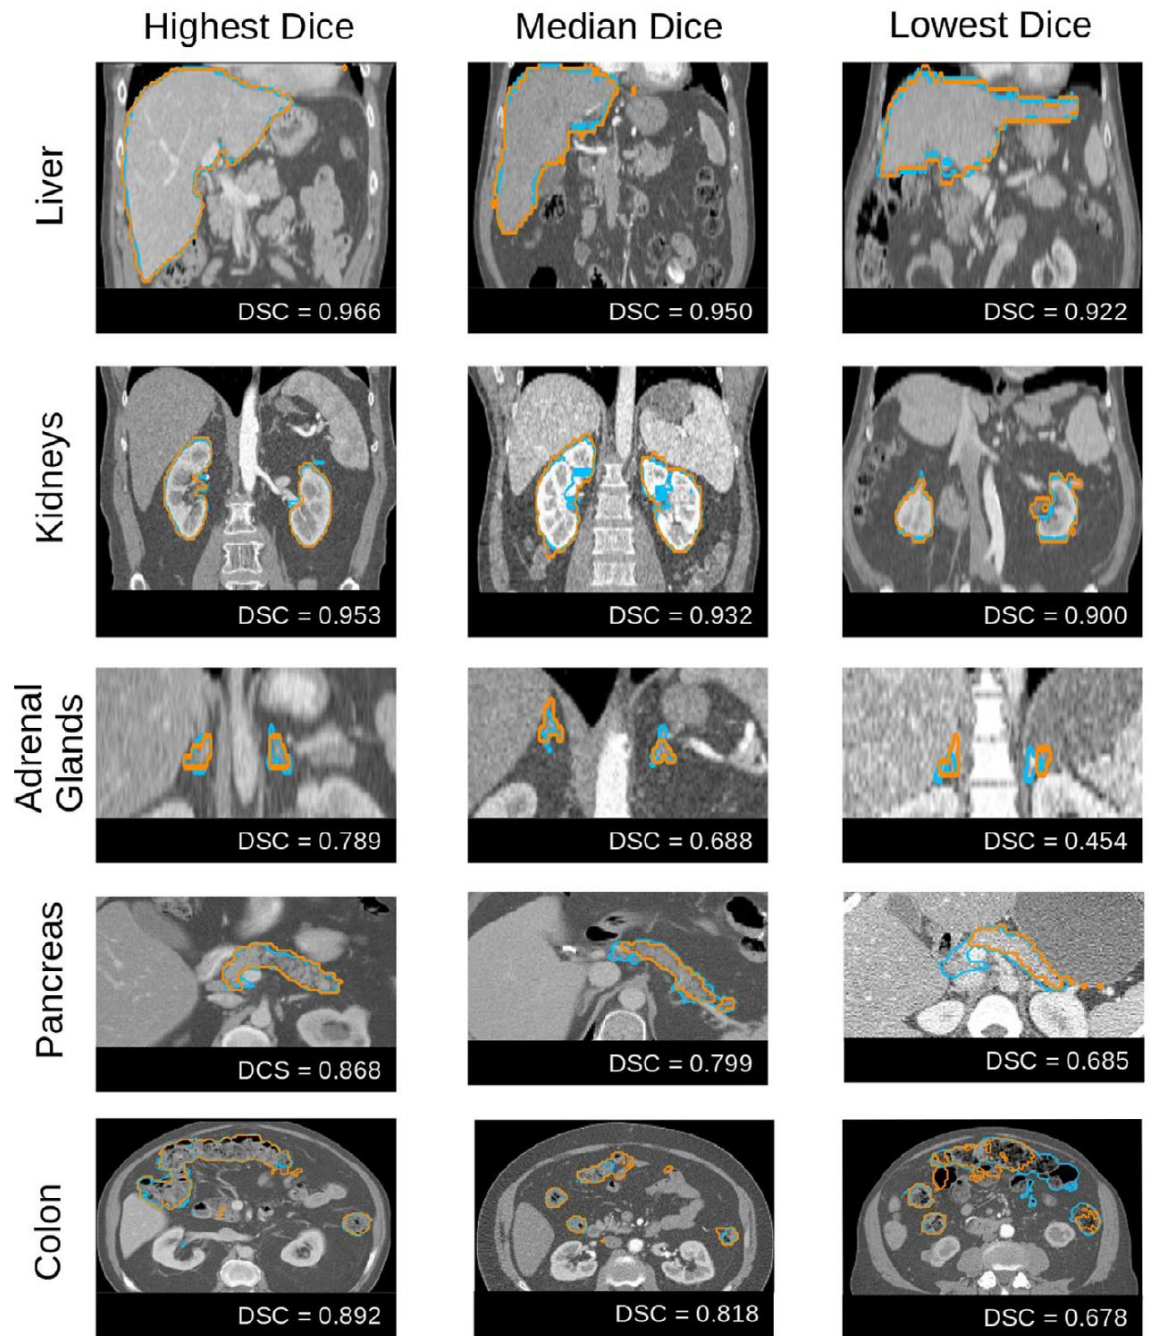 Highest Dice
Median Dice
Lowest Dice
Liver
DSC = 0.966
DSC = 0.950
DSC = 0.922
Kidneys
DSC = 0.953
DSC = 0.932
DSC = 0.900
Adrenal
Glands
DSC = 0.789
DSC = 0.688
DSC = 0.454
Pancreas
DCS = 0.868
DSC = 0.799
DSC = 0.685
Colon
DSC = 0.892
DSC = 0.818
DSC = 0.678